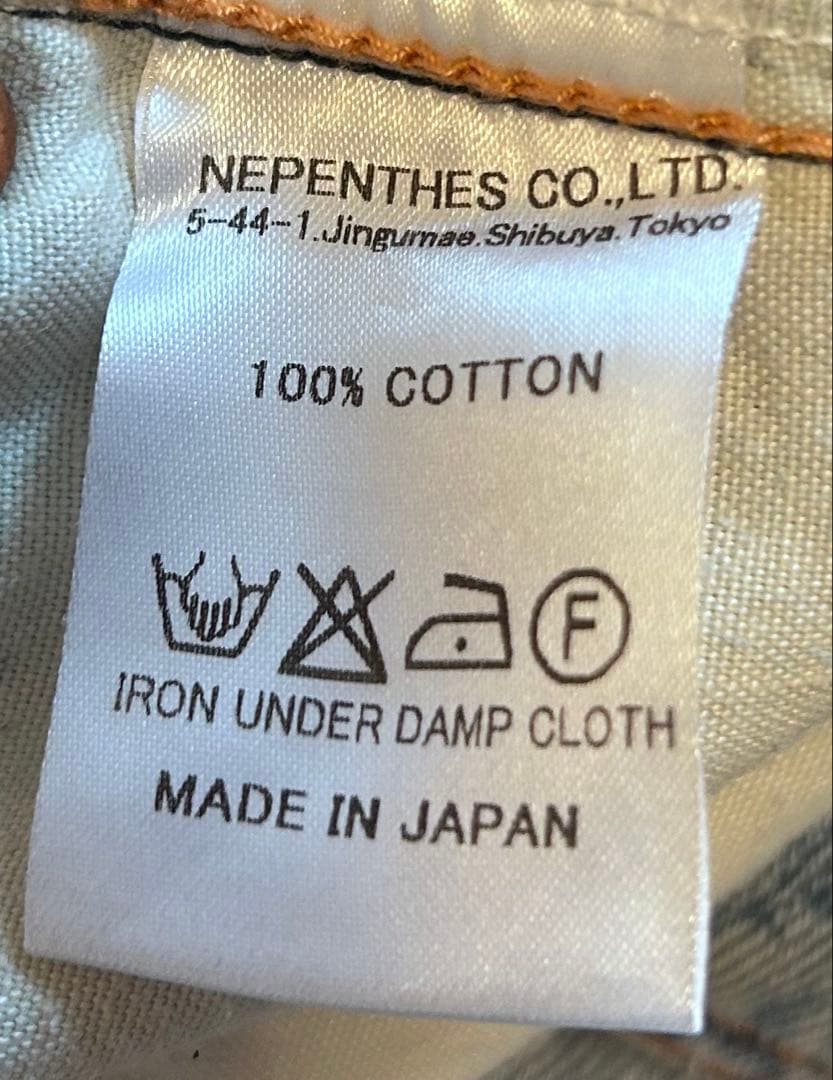 NEPENTHES CO.,LTD.
5-44-1.Jingumae.Shibuya.Tokyo
100% COTTON
F
IRON UNDER DAMP CLOTH
MADE IN JAPAN